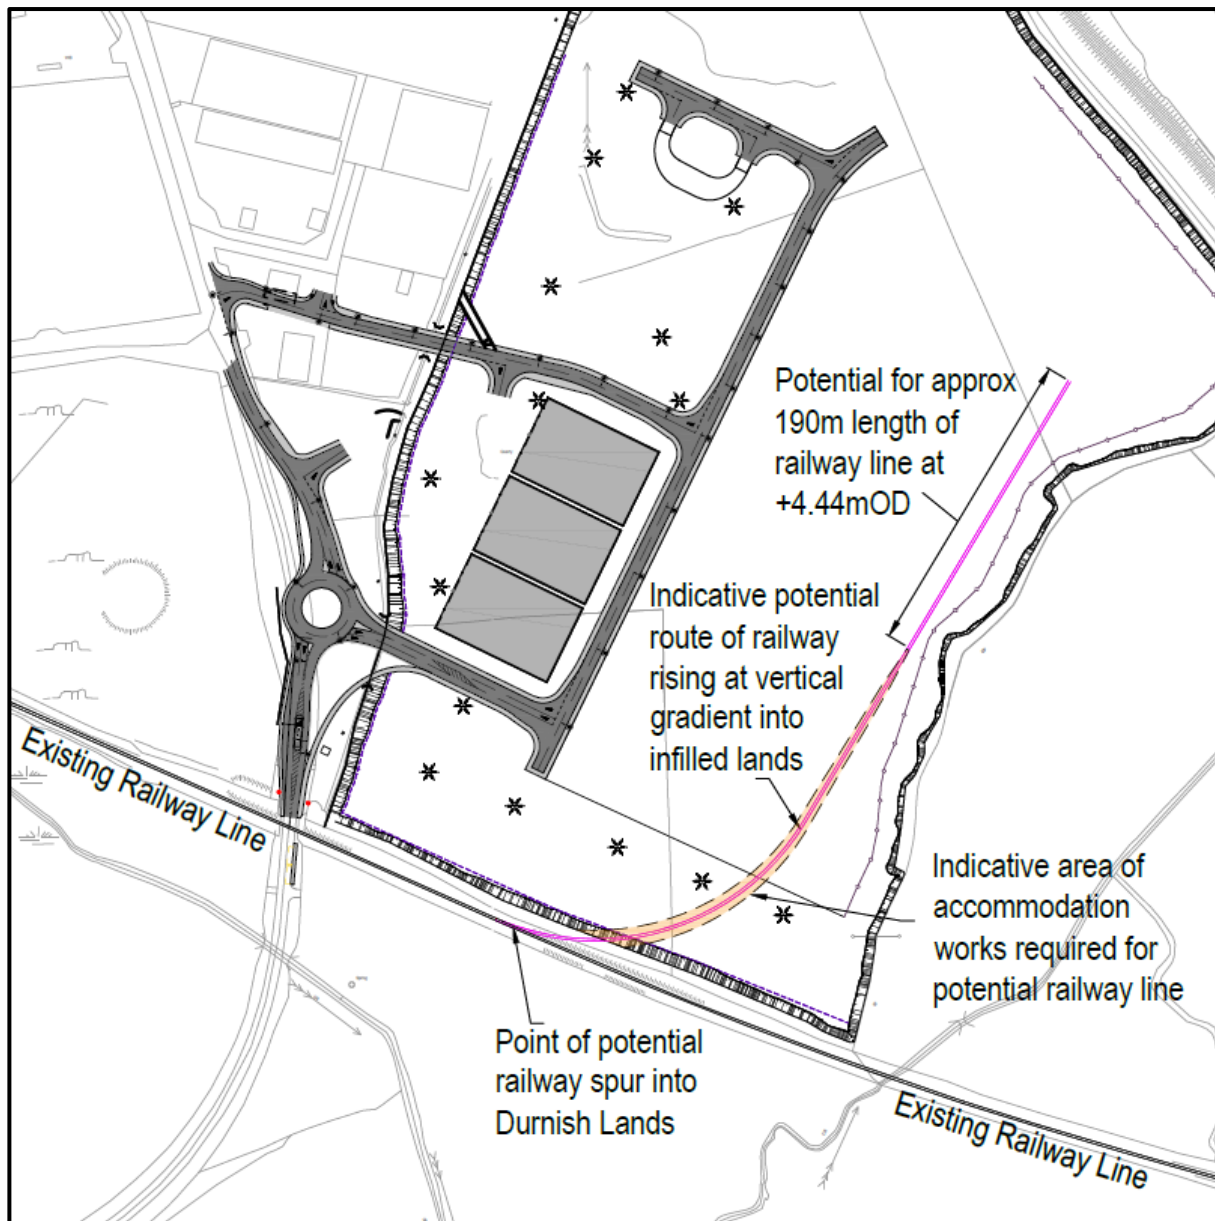 Potential for approx
190m length of
railway line at
+4.44mOD
Indicative potential
route of railway
rising at vertical
gradient into
infilled lands
Existing Railway Line
Indicative area of
accommodation
works required for
potential railway line
Point of potential
railway spur into
Durnish Lands
Existing Railway Line